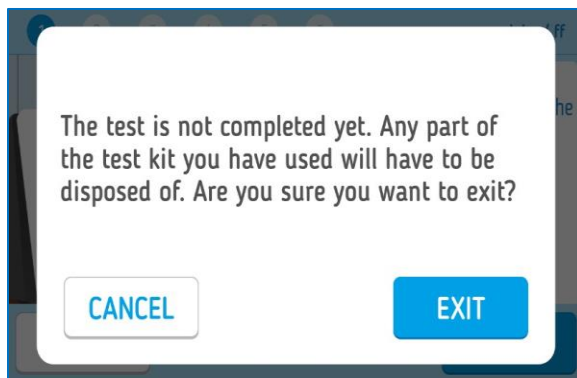 The test is not completed yet. Any part of
the test kit you have used will have to be
disposed of. Are you sure you want to exit?
CANCEL
EXIT